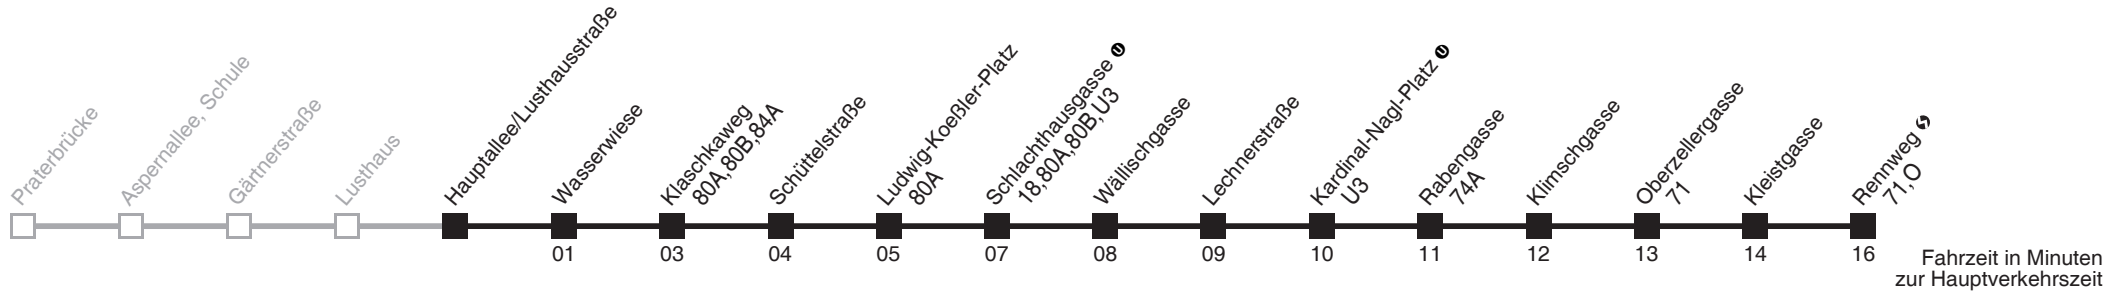 Praterbrücke
Aspernallee, Schule
Gärtnerstraße
Lusthaus
Hauptallee/Lusthausstraße
Wasserwiese
Klaschkaweg
80A,80B,84A
Schüttelstraße
Ludwig-Koeßler-Platz
80A
Schlachthausgasse U
18,80A,80B,U3
Wällischgasse
Lechnerstraße
Kardinal-Nagl-Platz U
U3
Rabengasse
74A
Klimschgasse
Oberzellergasse
71
Kleistgasse
Rennweg S
71,O
01 03 04 05 07 08 09 10 11 12 13 14 16
Fahrzeit in Minuten
zur Hauptverkehrszeit